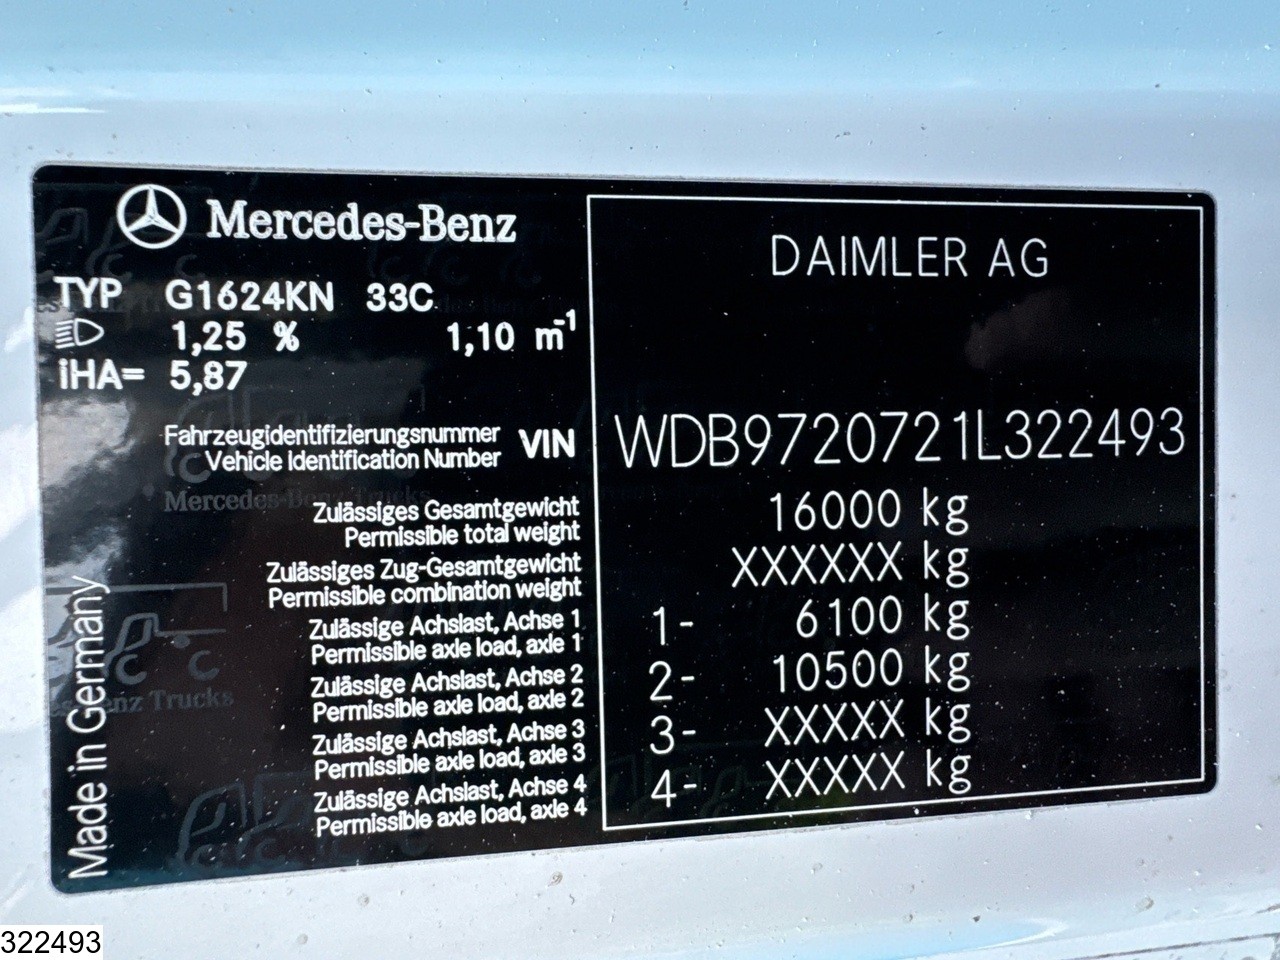 Mercedes-Benz
TYP G1624KN 33C
1,25 % 1,10 m-1
iHA= 5,87
DAIMLER AG
Fahrzeugidentifizierungsnummer
Vehicle Identification Number
VIN WDB9720721L322493
Zulässiges Gesamtgewicht
Permissible total weight
16000 kg
Zulässiges Zug-Gesamtgewicht
Permissible combination weight
XXXXXX kg
Zulässige Achslast, Achse 1
Permissible axle load, axle 1
1- 6100 kg
Zulässige Achslast, Achse 2
Permissible axle load, axle 2
2- 10500 kg
Zulässige Achslast, Achse 3
Permissible axle load, axle 3
3- XXXXX kg
Zulässige Achslast, Achse 4
Permissible axle load, axle 4
4- XXXXX kg
Made in Germany
322493